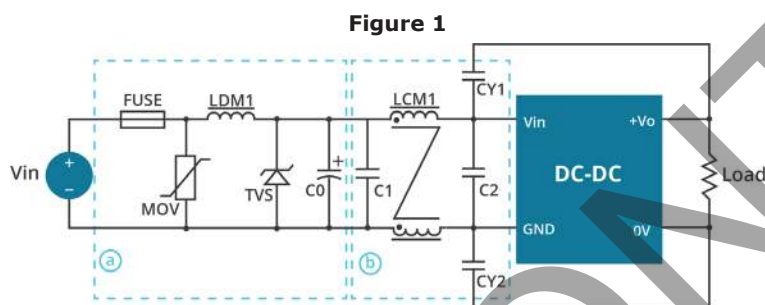 Figure 1
FUSE
LDM1
LCM1
CY1
Vin
+
−
MOV
TVS
C0
+
C1
C2
Vin
+Vo
DC-DC
GND
0V
Load
CY2
a
b